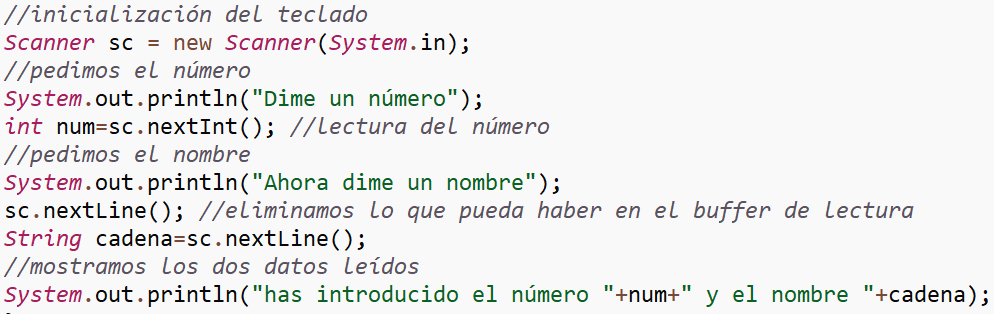 //inicialización del teclado
Scanner sc = new Scanner(System.in);
//pedimos el número
System.out.println("Dime un número");
int num=sc.nextInt(); //lectura del número
//pedimos el nombre
System.out.println("Ahora dime un nombre");
sc.nextLine(); //eliminamos lo que pueda haber en el buffer de lectura
String cadena=sc.nextLine();
//mostramos los dos datos leídos
System.out.println("has introducido el número "+num+" y el nombre "+cadena);